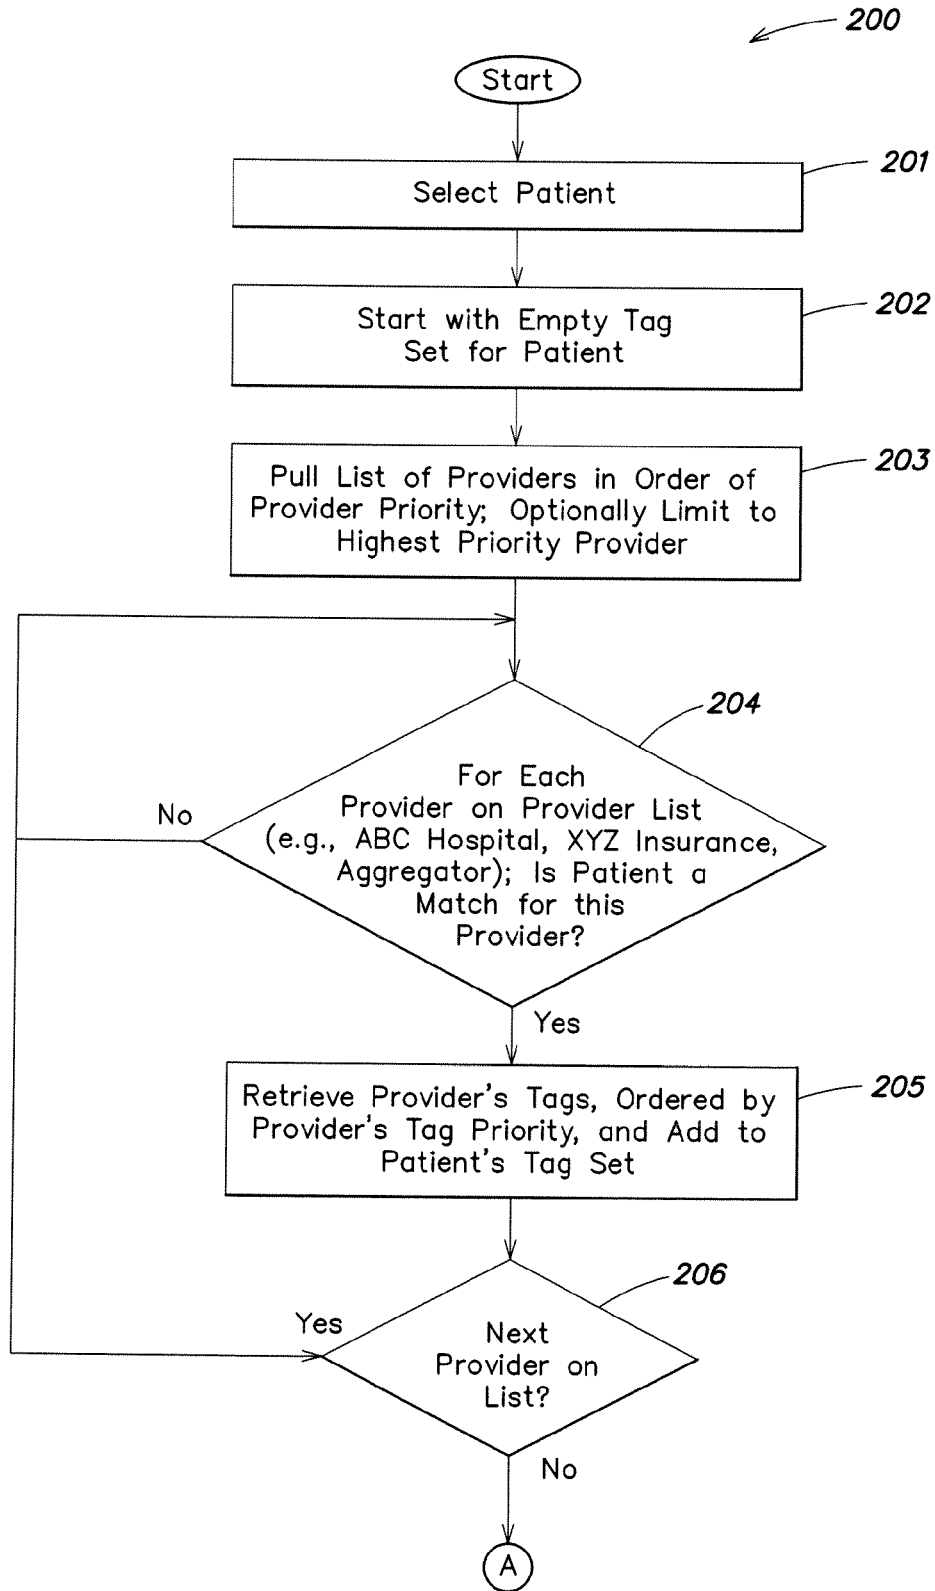 200
Start
201
Select Patient
202
Start with Empty Tag
Set for Patient
203
Pull List of Providers in Order of
Provider Priority; Optionally Limit to
Highest Priority Provider
204
For Each
Provider on Provider List
(e.g., ABC Hospital, XYZ Insurance,
Aggregator); Is Patient a
Match for this
Provider?
No
Yes
205
Retrieve Provider's Tags, Ordered by
Provider's Tag Priority, and Add to
Patient's Tag Set
206
Yes
Next
Provider on
List?
No
A